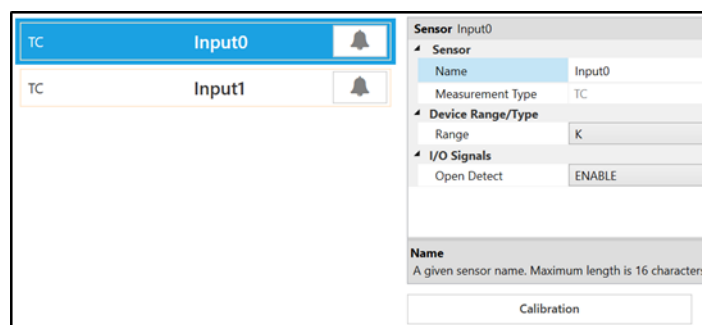 TC Input0
TC Input1
Sensor Input0
Sensor
Name Input0
Measurement Type TC
Device Range/Type
Range K
I/O Signals
Open Detect ENABLE
Name
A given sensor name. Maximum length is 16 characters
Calibration